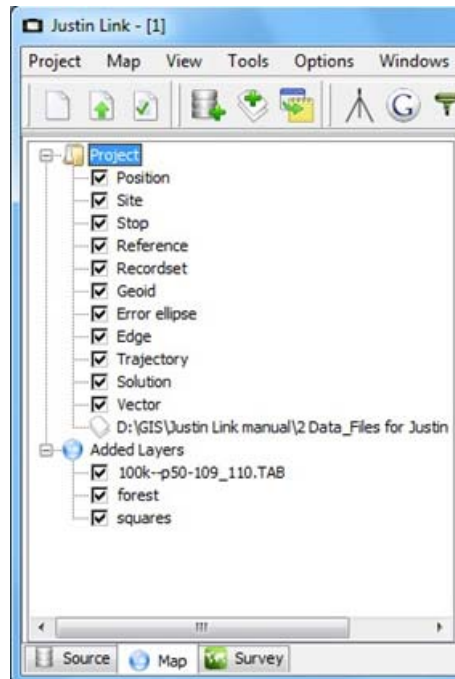 Justin Link - [1]
Project Map View Tools Options Windows
G
Project
Position
Site
Stop
Reference
Recordset
Geoid
Error ellipse
Edge
Trajectory
Solution
Vector
D:\GIS\Justin Link manual\2 Data_Files for Justin
Added Layers
100k--p50-109_110.TAB
forest
squares
Source Map Survey